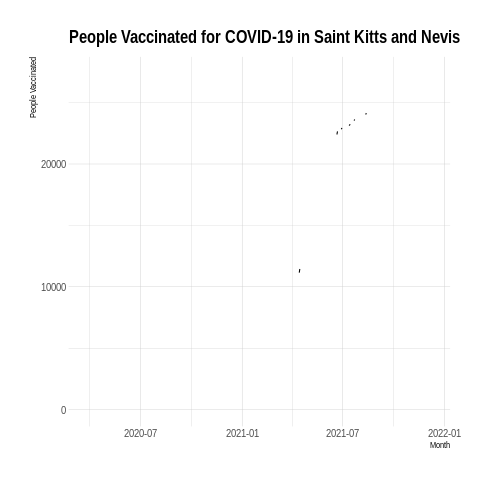 People Vaccinated for COVID-19 in Saint Kitts and Nevis
People Vaccinated
20000
10000
0
2020-07 2021-01 2021-07 2022-01
Month